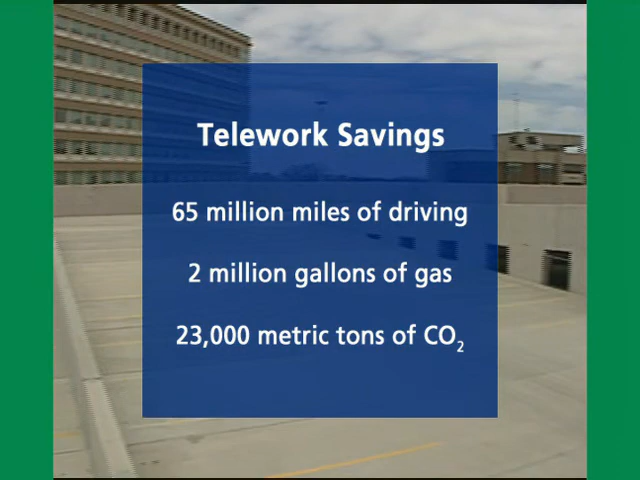 Telework Savings
65 million miles of driving
2 million gallons of gas
23,000 metric tons of CO₂